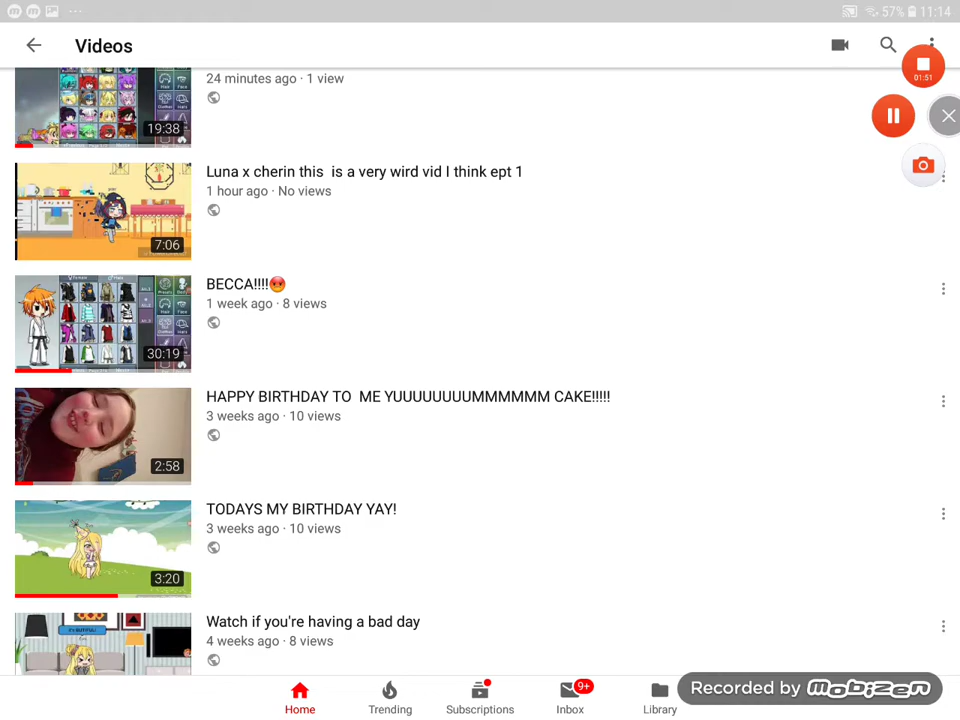 57% 11:14
Videos
01:51
24 minutes ago · 1 view
19:38
Luna x cherin this is a very wird vid I think ept 1
1 hour ago · No views
7:06
BECCA!!!!😡
1 week ago · 8 views
30:19
HAPPY BIRTHDAY TO ME YUUUUUUUUMMMMMM CAKE!!!!!
3 weeks ago · 10 views
2:58
TODAYS MY BIRTHDAY YAY!
3 weeks ago · 10 views
3:20
Watch if you're having a bad day
4 weeks ago · 8 views
Home
Trending
Subscriptions
9+
Inbox
Library
Recorded by mobizen